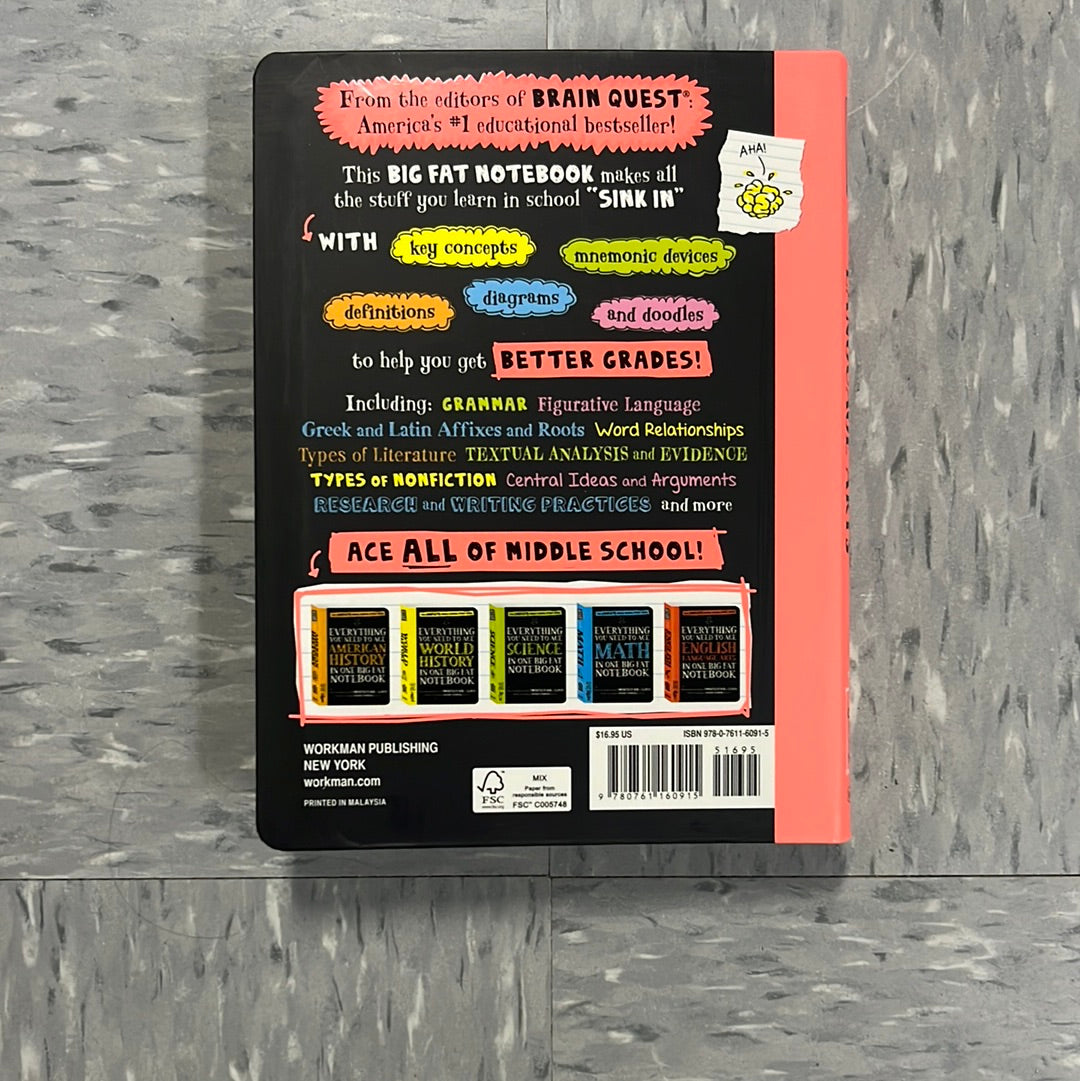 From the editors of BRAIN QUEST®:
America's #1 educational bestseller!
AHA!
This BIG FAT NOTEBOOK makes all
the stuff you learn in school "SINK IN"
WITH key concepts mnemonic devices
definitions diagrams and doodles
to help you get BETTER GRADES!
Including: GRAMMAR Figurative Language
Greek and Latin Affixes and Roots Word Relationships
Types of Literature TEXTUAL ANALYSIS and EVIDENCE
TYPES OF NONFICTION Central Ideas and Arguments
RESEARCH and WRITING PRACTICES and more
ACE ALL OF MIDDLE SCHOOL!
EVERYTHING
YOU NEED TO ACE
AMERICAN
HISTORY
IN ONE BIG FAT
NOTEBOOK
EVERYTHING
YOU NEED TO ACE
WORLD
HISTORY
IN ONE BIG FAT
NOTEBOOK
EVERYTHING
YOU NEED TO ACE
SCIENCE
IN ONE BIG FAT
NOTEBOOK
EVERYTHING
YOU NEED TO ACE
MATH
IN ONE BIG FAT
NOTEBOOK
EVERYTHING
YOU NEED TO ACE
ENGLISH
LANGUAGE ARTS
IN ONE BIG FAT
NOTEBOOK
WORKMAN PUBLISHING
NEW YORK
workman.com
PRINTED IN MALAYSIA
FSC
www.fsc.org
MIX
Paper from
responsible sources
FSC™ C005748
$16.95 US ISBN 978-0-7611-6091-5
51695
9 780761 160915